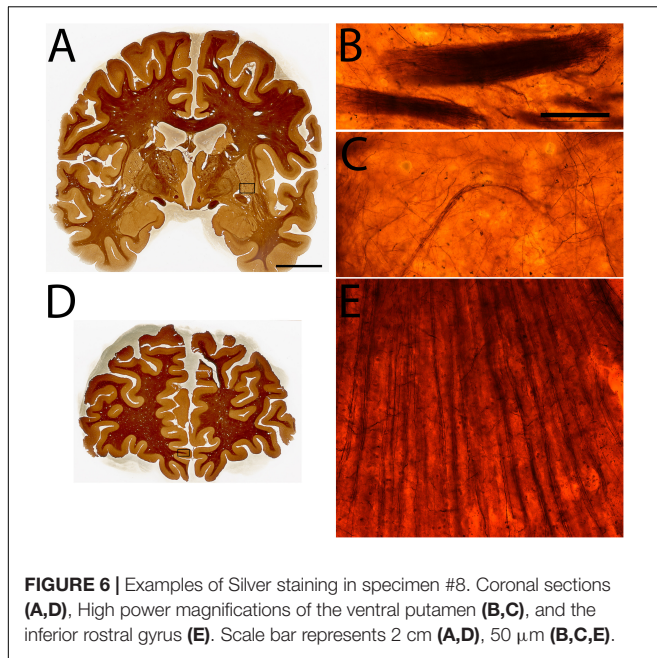 A
B
C
D
E
FIGURE 6 | Examples of Silver staining in specimen #8. Coronal sections
(A,D), High power magnifications of the ventral putamen (B,C), and the
inferior rostral gyrus (E). Scale bar represents 2 cm (A,D), 50 μm (B,C,E).